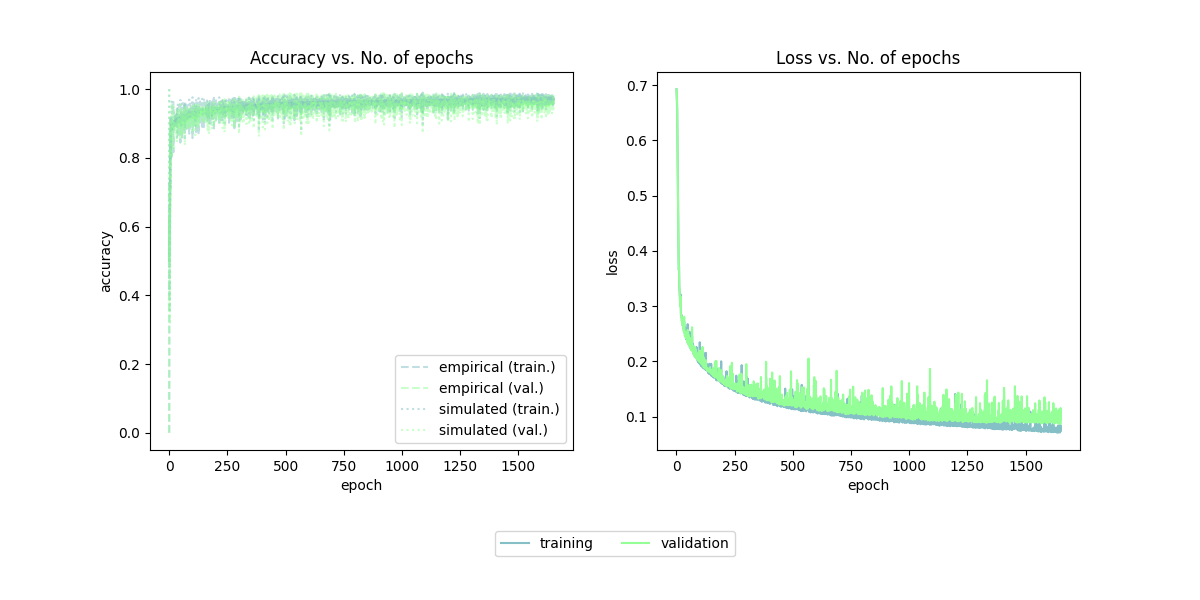 Accuracy vs. No. of epochs
1.0
0.8
0.6
0.4
0.2
0.0
accuracy
0
250
500
750
1000
1250
1500
epoch
empirical (train.)
empirical (val.)
simulated (train.)
simulated (val.)
Loss vs. No. of epochs
0.7
0.6
0.5
0.4
0.3
0.2
0.1
loss
0
250
500
750
1000
1250
1500
epoch
training
validation